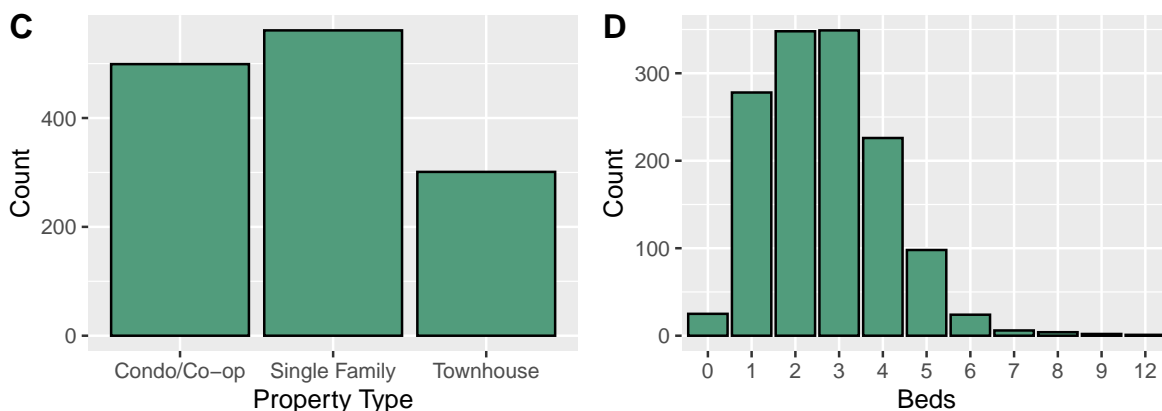 C
Count
400
200
0
Condo/Co−op Single Family Townhouse
Property Type
D
Count
300
200
100
0
0 1 2 3 4 5 6 7 8 9 12
Beds